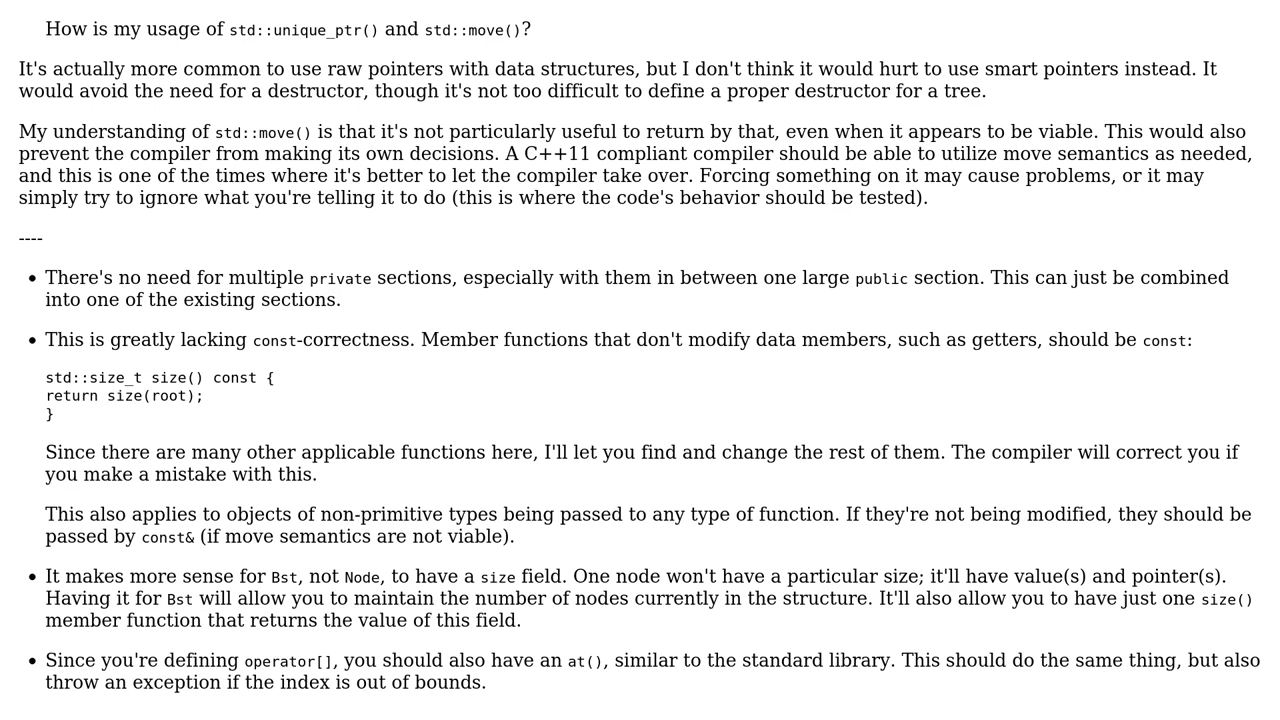 How is my usage of std::unique_ptr() and std::move()?
It's actually more common to use raw pointers with data structures, but I don't think it would hurt to use smart pointers instead. It
would avoid the need for a destructor, though it's not too difficult to define a proper destructor for a tree.
My understanding of std::move() is that it's not particularly useful to return by that, even when it appears to be viable. This would also
prevent the compiler from making its own decisions. A C++11 compliant compiler should be able to utilize move semantics as needed,
and this is one of the times where it's better to let the compiler take over. Forcing something on it may cause problems, or it may
simply try to ignore what you're telling it to do (this is where the code's behavior should be tested).
----
• There's no need for multiple private sections, especially with them in between one large public section. This can just be combined
into one of the existing sections.
• This is greatly lacking const-correctness. Member functions that don't modify data members, such as getters, should be const:
std::size_t size() const {
return size(root);
}
Since there are many other applicable functions here, I'll let you find and change the rest of them. The compiler will correct you if
you make a mistake with this.
This also applies to objects of non-primitive types being passed to any type of function. If they're not being modified, they should be
passed by const& (if move semantics are not viable).
• It makes more sense for Bst, not Node, to have a size field. One node won't have a particular size; it'll have value(s) and pointer(s).
Having it for Bst will allow you to maintain the number of nodes currently in the structure. It'll also allow you to have just one size()
member function that returns the value of this field.
• Since you're defining operator[], you should also have an at(), similar to the standard library. This should do the same thing, but also
throw an exception if the index is out of bounds.